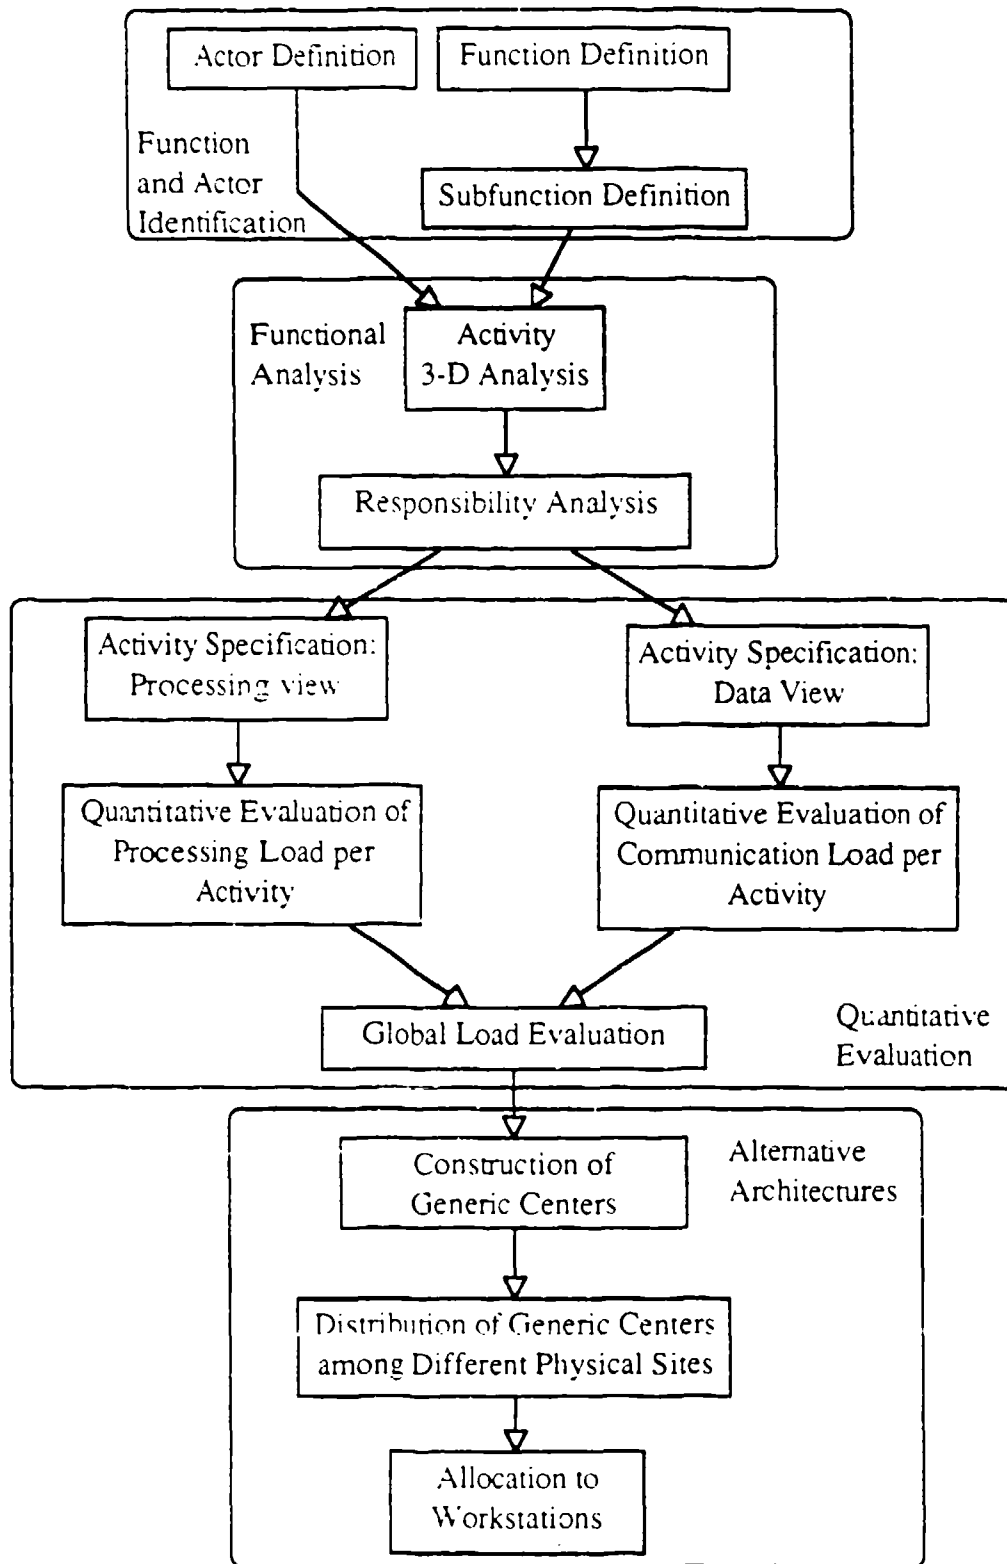 Actor Definition
Function Definition
Function
and Actor
Identification
Subfunction Definition
Functional
Analysis
Activity
3-D Analysis
Responsibility Analysis
Activity Specification:
Processing view
Activity Specification:
Data View
Quantitative Evaluation of
Processing Load per
Activity
Quantitative Evaluation of
Communication Load per
Activity
Global Load Evaluation
Quantitative
Evaluation
Construction of
Generic Centers
Alternative
Architectures
Distribution of Generic Centers
among Different Physical Sites
Allocation to
Workstations